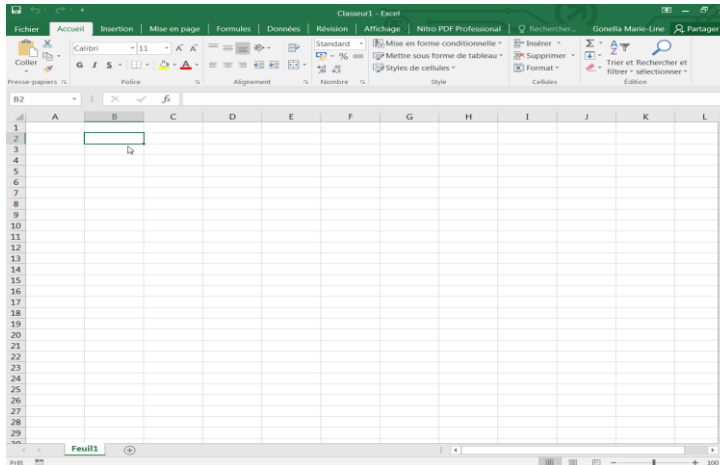 Classeur1 - Excel
Fichier Accueil Insertion Mise en page Formules Données Révision Affichage Nitro PDF Professional Rechercher... Gonella Marie-Line Partager
Coller
Calibri 11
G I S
A A
Standard
% 000
Mise en forme conditionnelle
Mettre sous forme de tableau
Styles de cellules
Insérer
Supprimer
Format
Σ
Trier et filtrer
Rechercher et sélectionner
Presse-papiers Police Alignement Nombre Style Cellules Édition
B2 fx
A B C D E F G H I J K L
1
2
3
4
5
6
7
8
9
10
11
12
13
14
15
16
17
18
19
20
21
22
23
24
25
26
27
28
29
Feuil1
Prêt 100